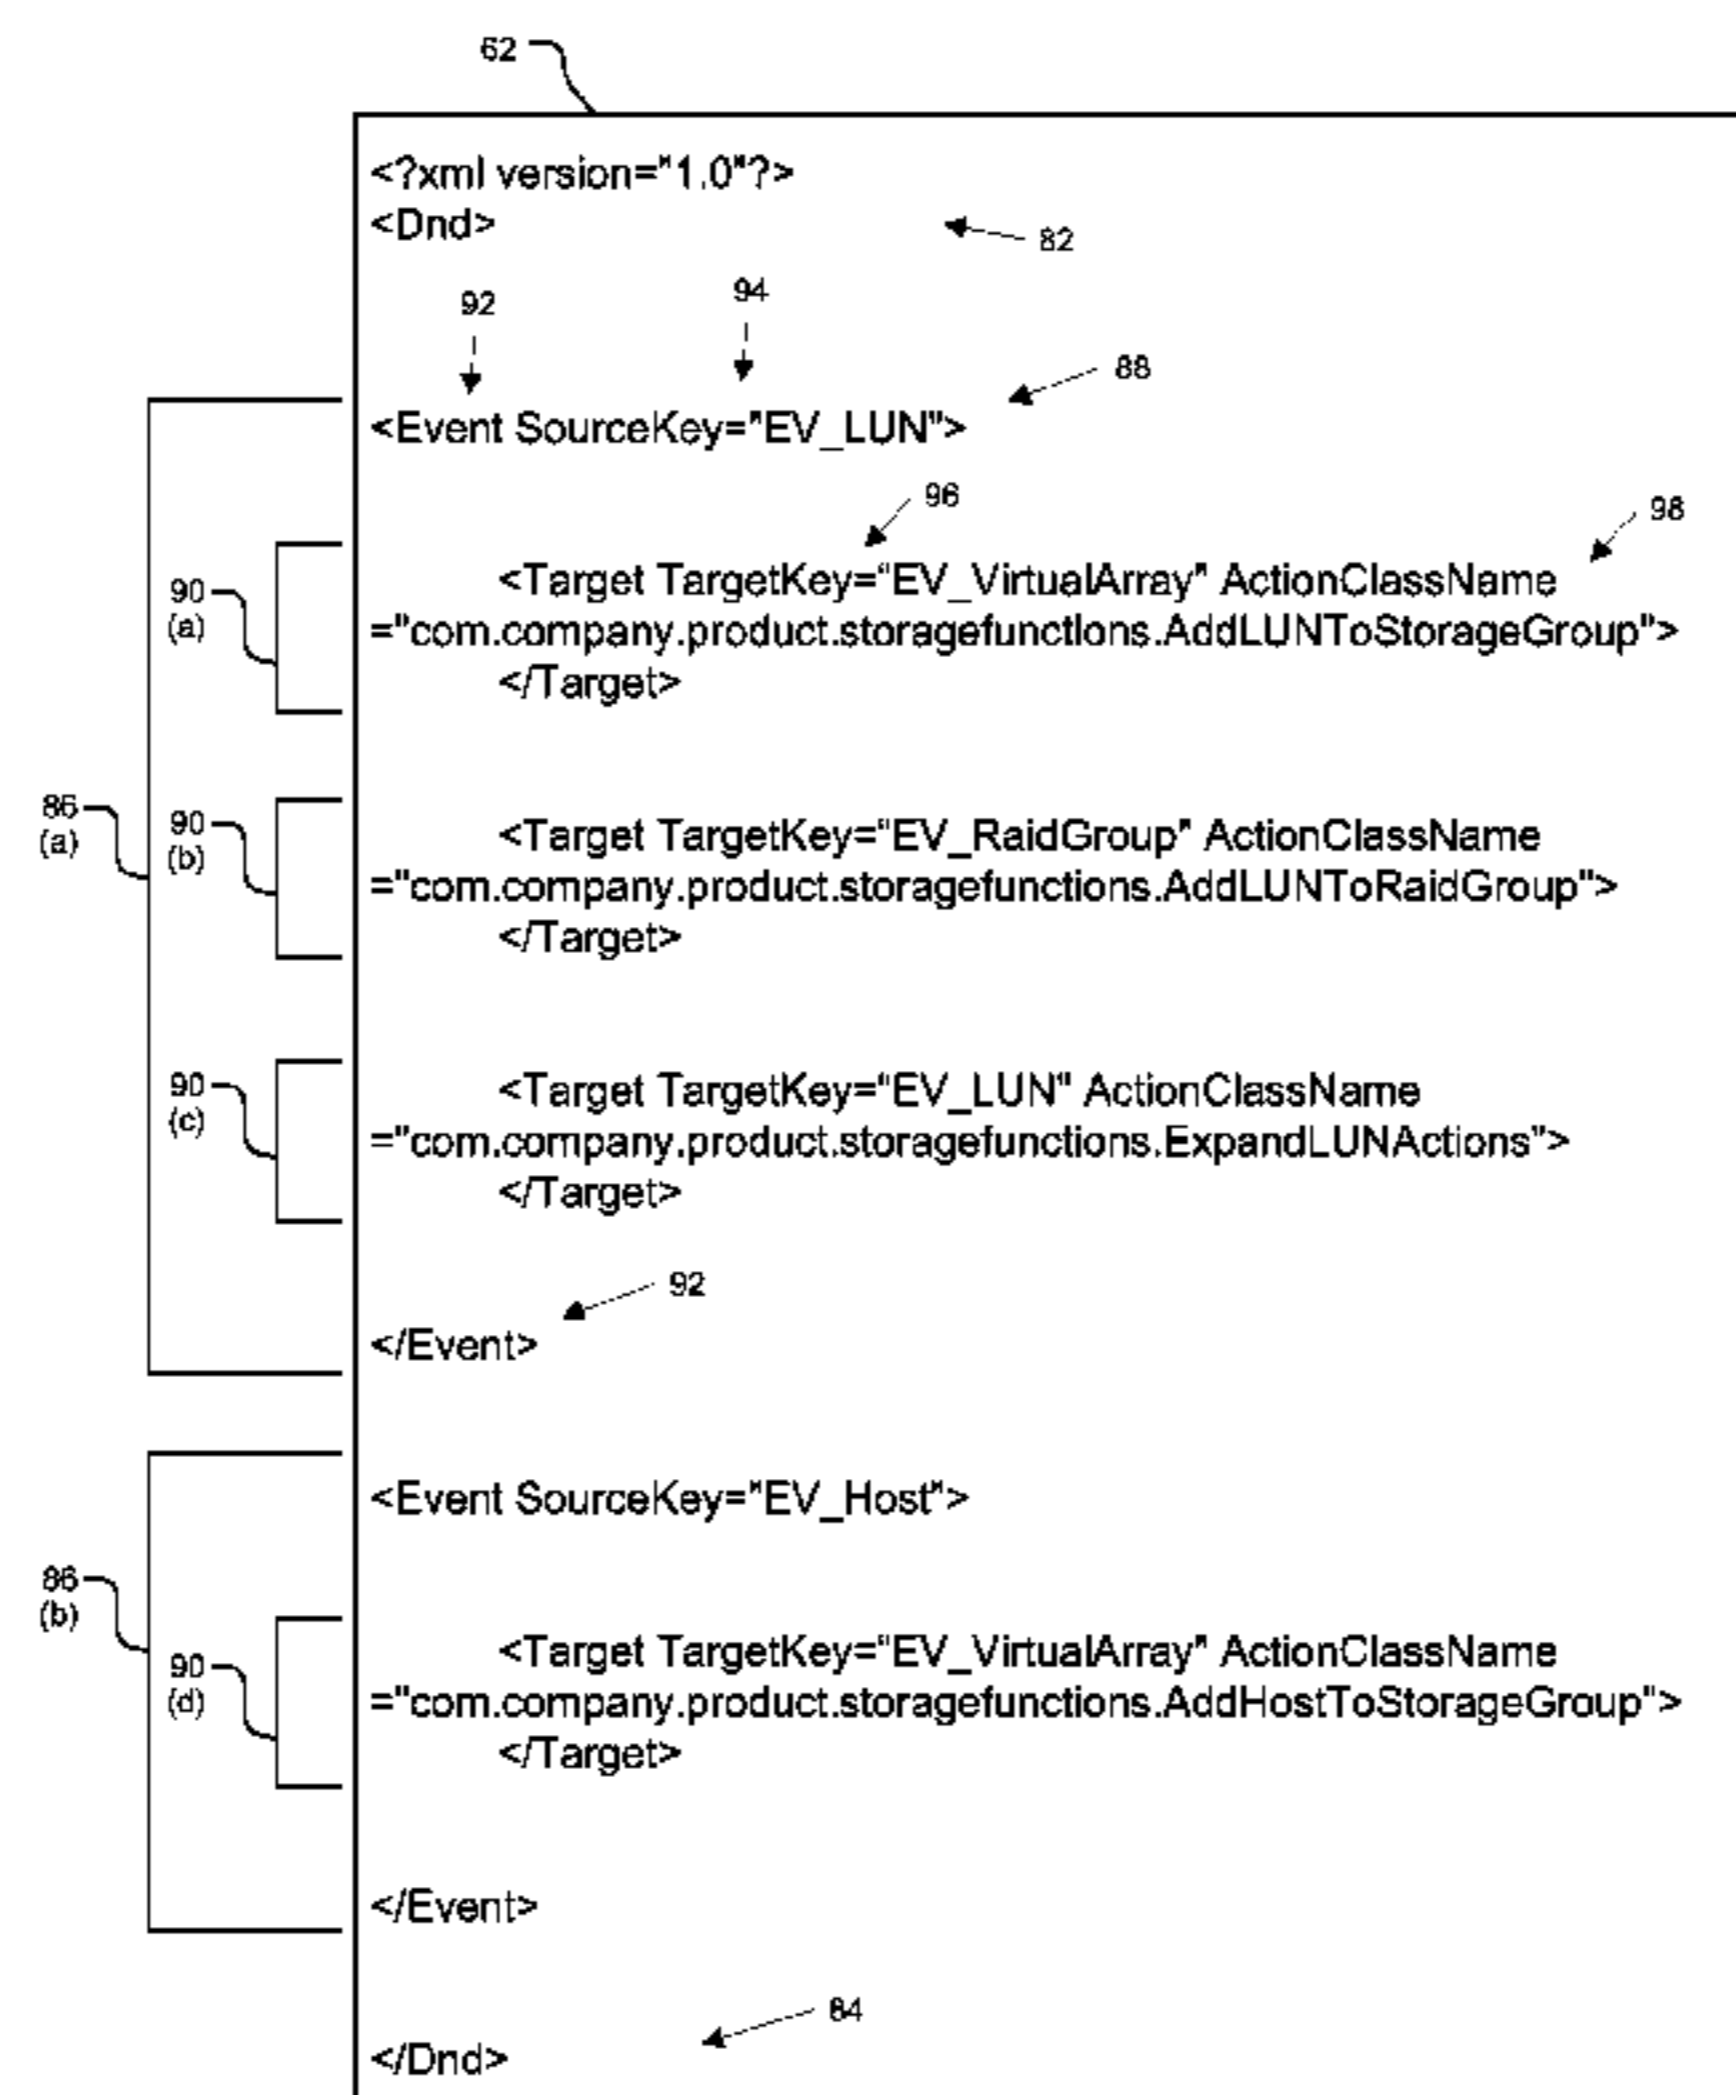 62
<?xml version="1.0"?>
<Dnd>
82
92 94
88
<Event SourceKey="EV_LUN">
96
98
90
(a)
<Target TargetKey="EV_VirtualArray" ActionClassName
="com.company.product.storagefunctions.AddLUNToStorageGroup">
</Target>
86
(a)
90
(b)
<Target TargetKey="EV_RaidGroup" ActionClassName
="com.company.product.storagefunctions.AddLUNToRaidGroup">
</Target>
90
(c)
<Target TargetKey="EV_LUN" ActionClassName
="com.company.product.storagefunctions.ExpandLUNActions">
</Target>
92
</Event>
<Event SourceKey="EV_Host">
86
(b)
90
(d)
<Target TargetKey="EV_VirtualArray" ActionClassName
="com.company.product.storagefunctions.AddHostToStorageGroup">
</Target>
</Event>
84
</Dnd>